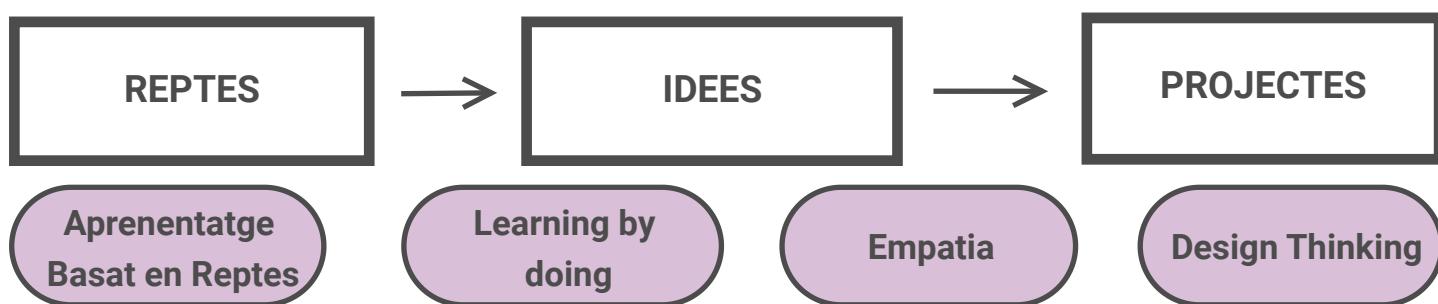 REPTES
IDEES
PROJECTES
Aprenentatge
Basat en Reptes
Learning by
doing
Empatia
Design Thinking